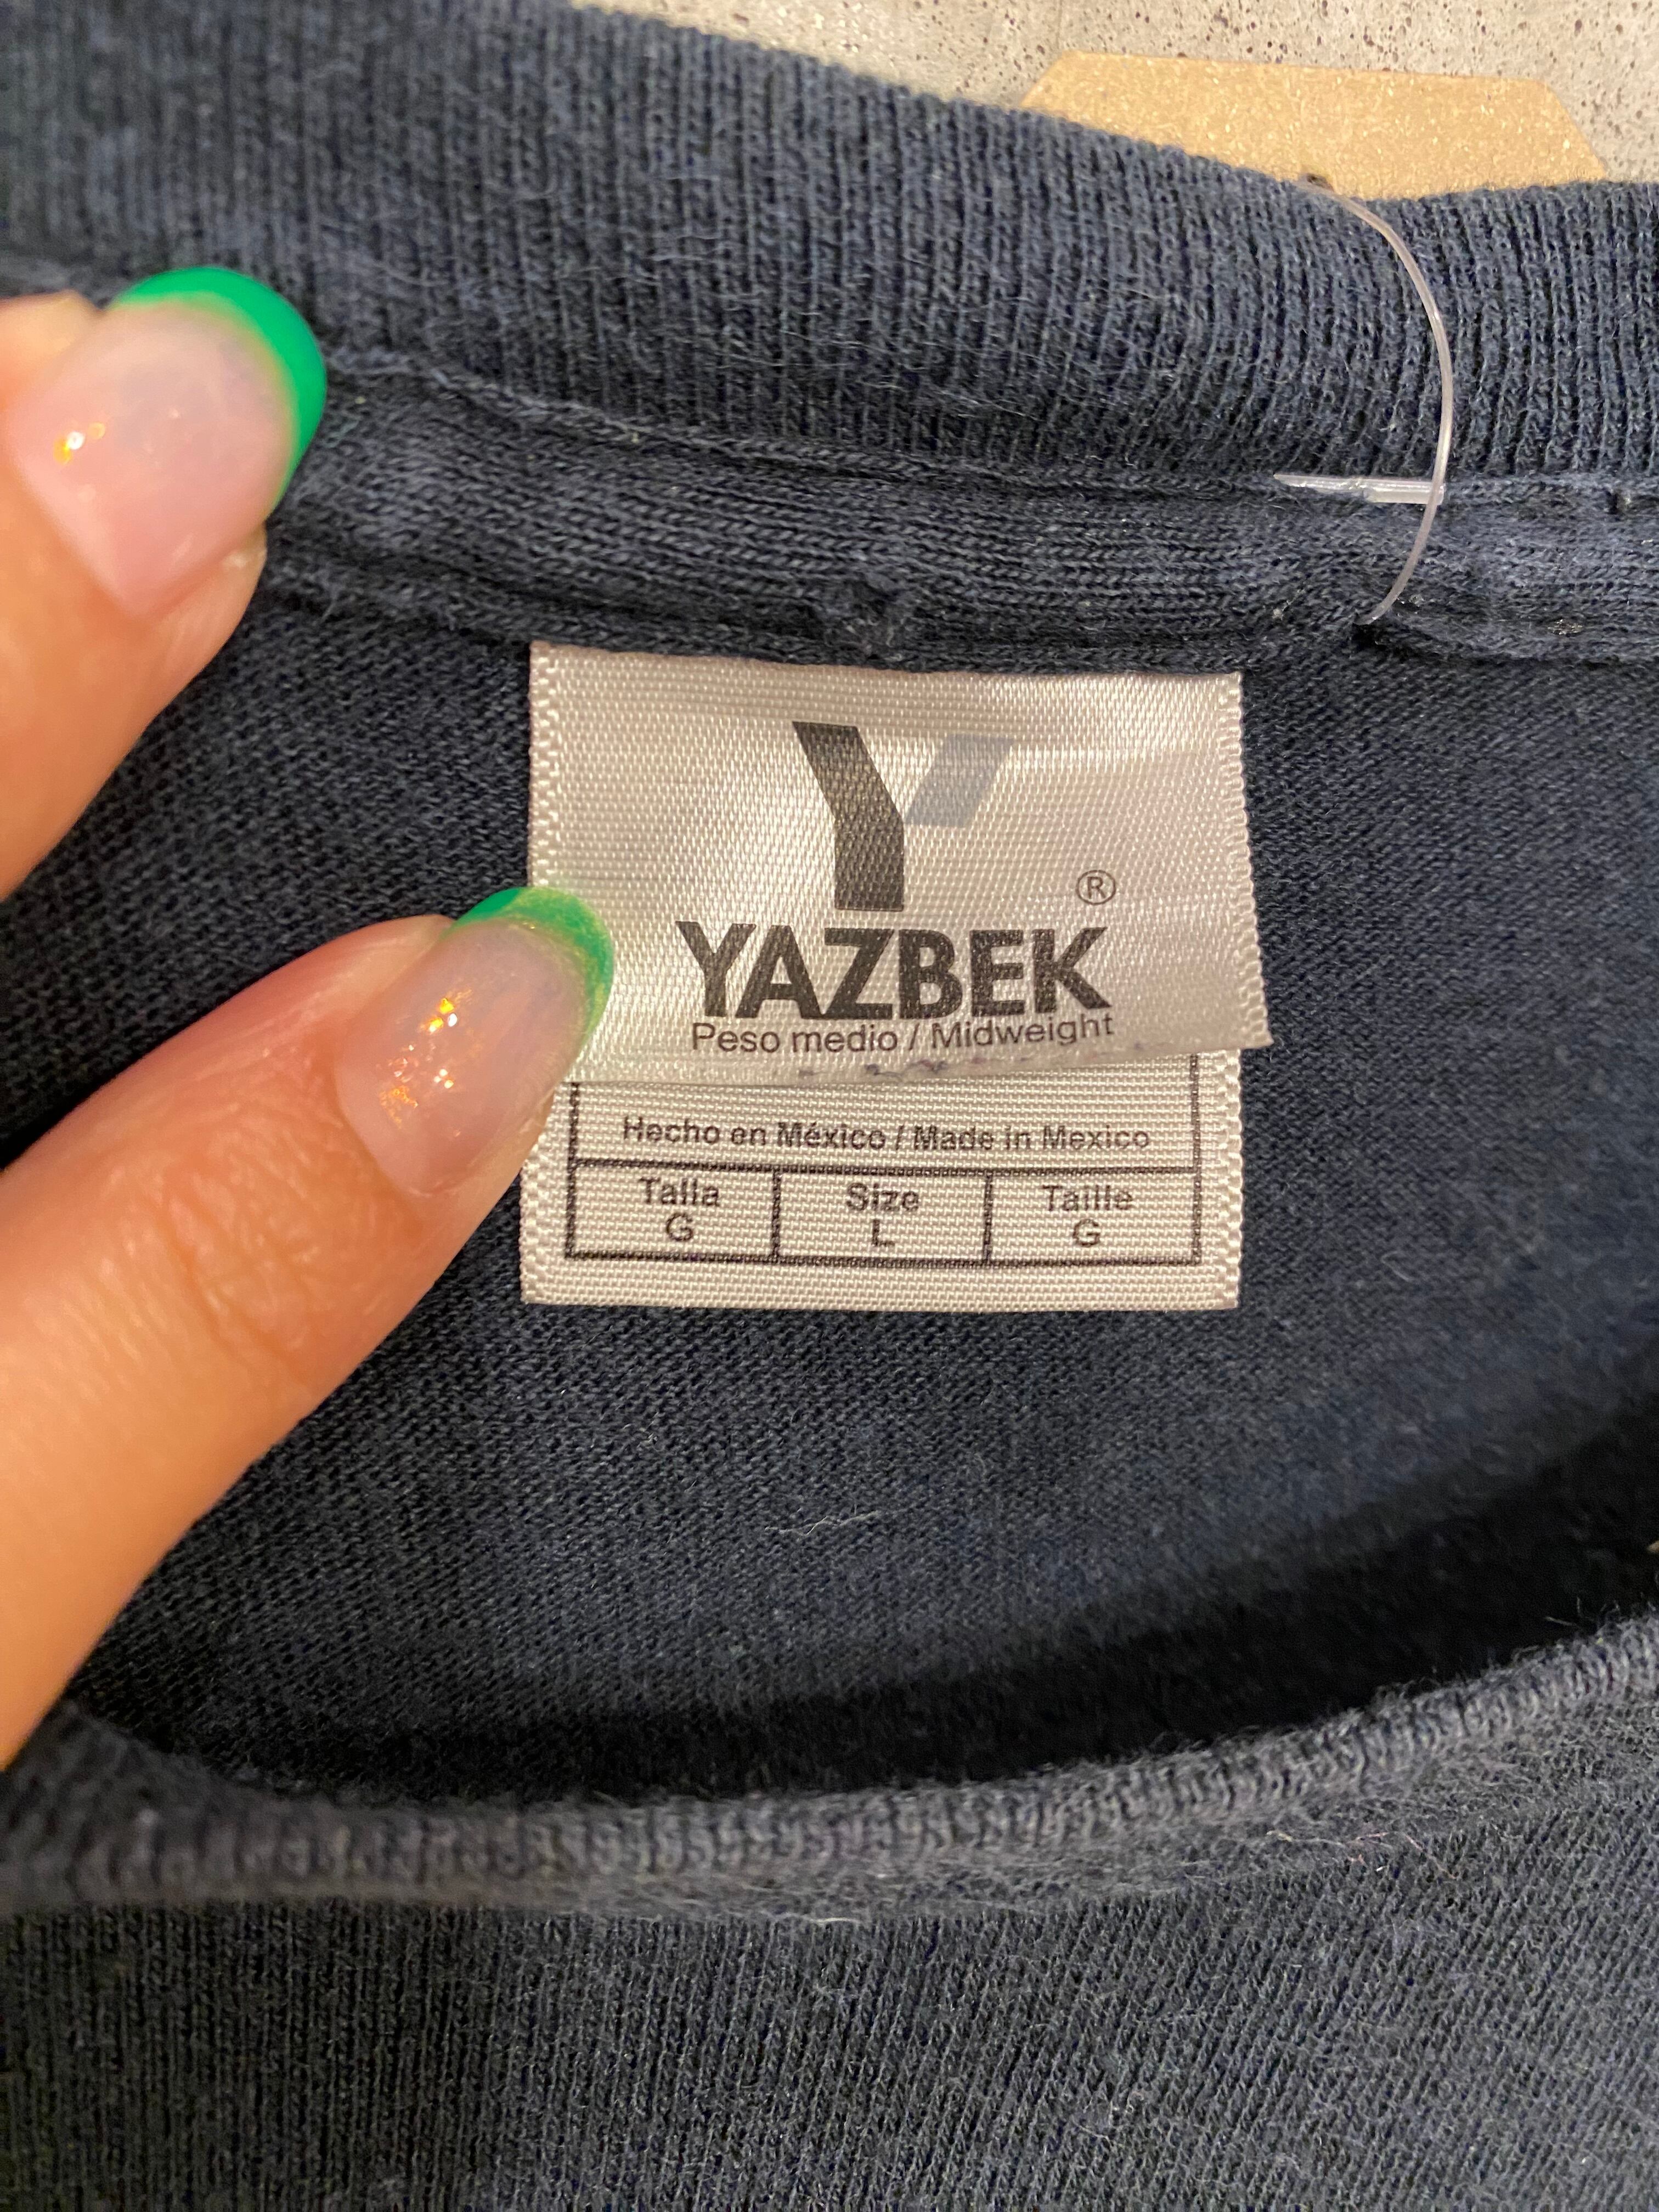 ®
YAZBEK
Peso medio / Midweight
Hecho en México / Made in Mexico
Talla Size Taille
G L G